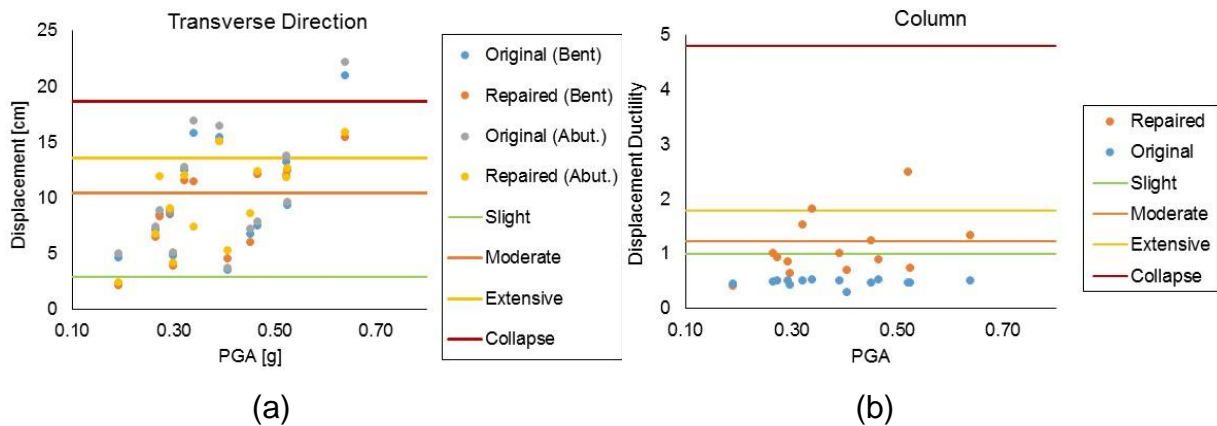 Transverse Direction
25
20
15
10
5
0
Displacement [cm]
0.10
0.30
0.50
0.70
PGA [g]
Original (Bent)
Repaired (Bent)
Original (Abut.)
Repaired (Abut.)
Slight
Moderate
Extensive
Collapse
(a)
Column
5
4
3
2
1
0
Displacement Ductility
0.10
0.30
0.50
0.70
PGA
Repaired
Original
Slight
Moderate
Extensive
Collapse
(b)